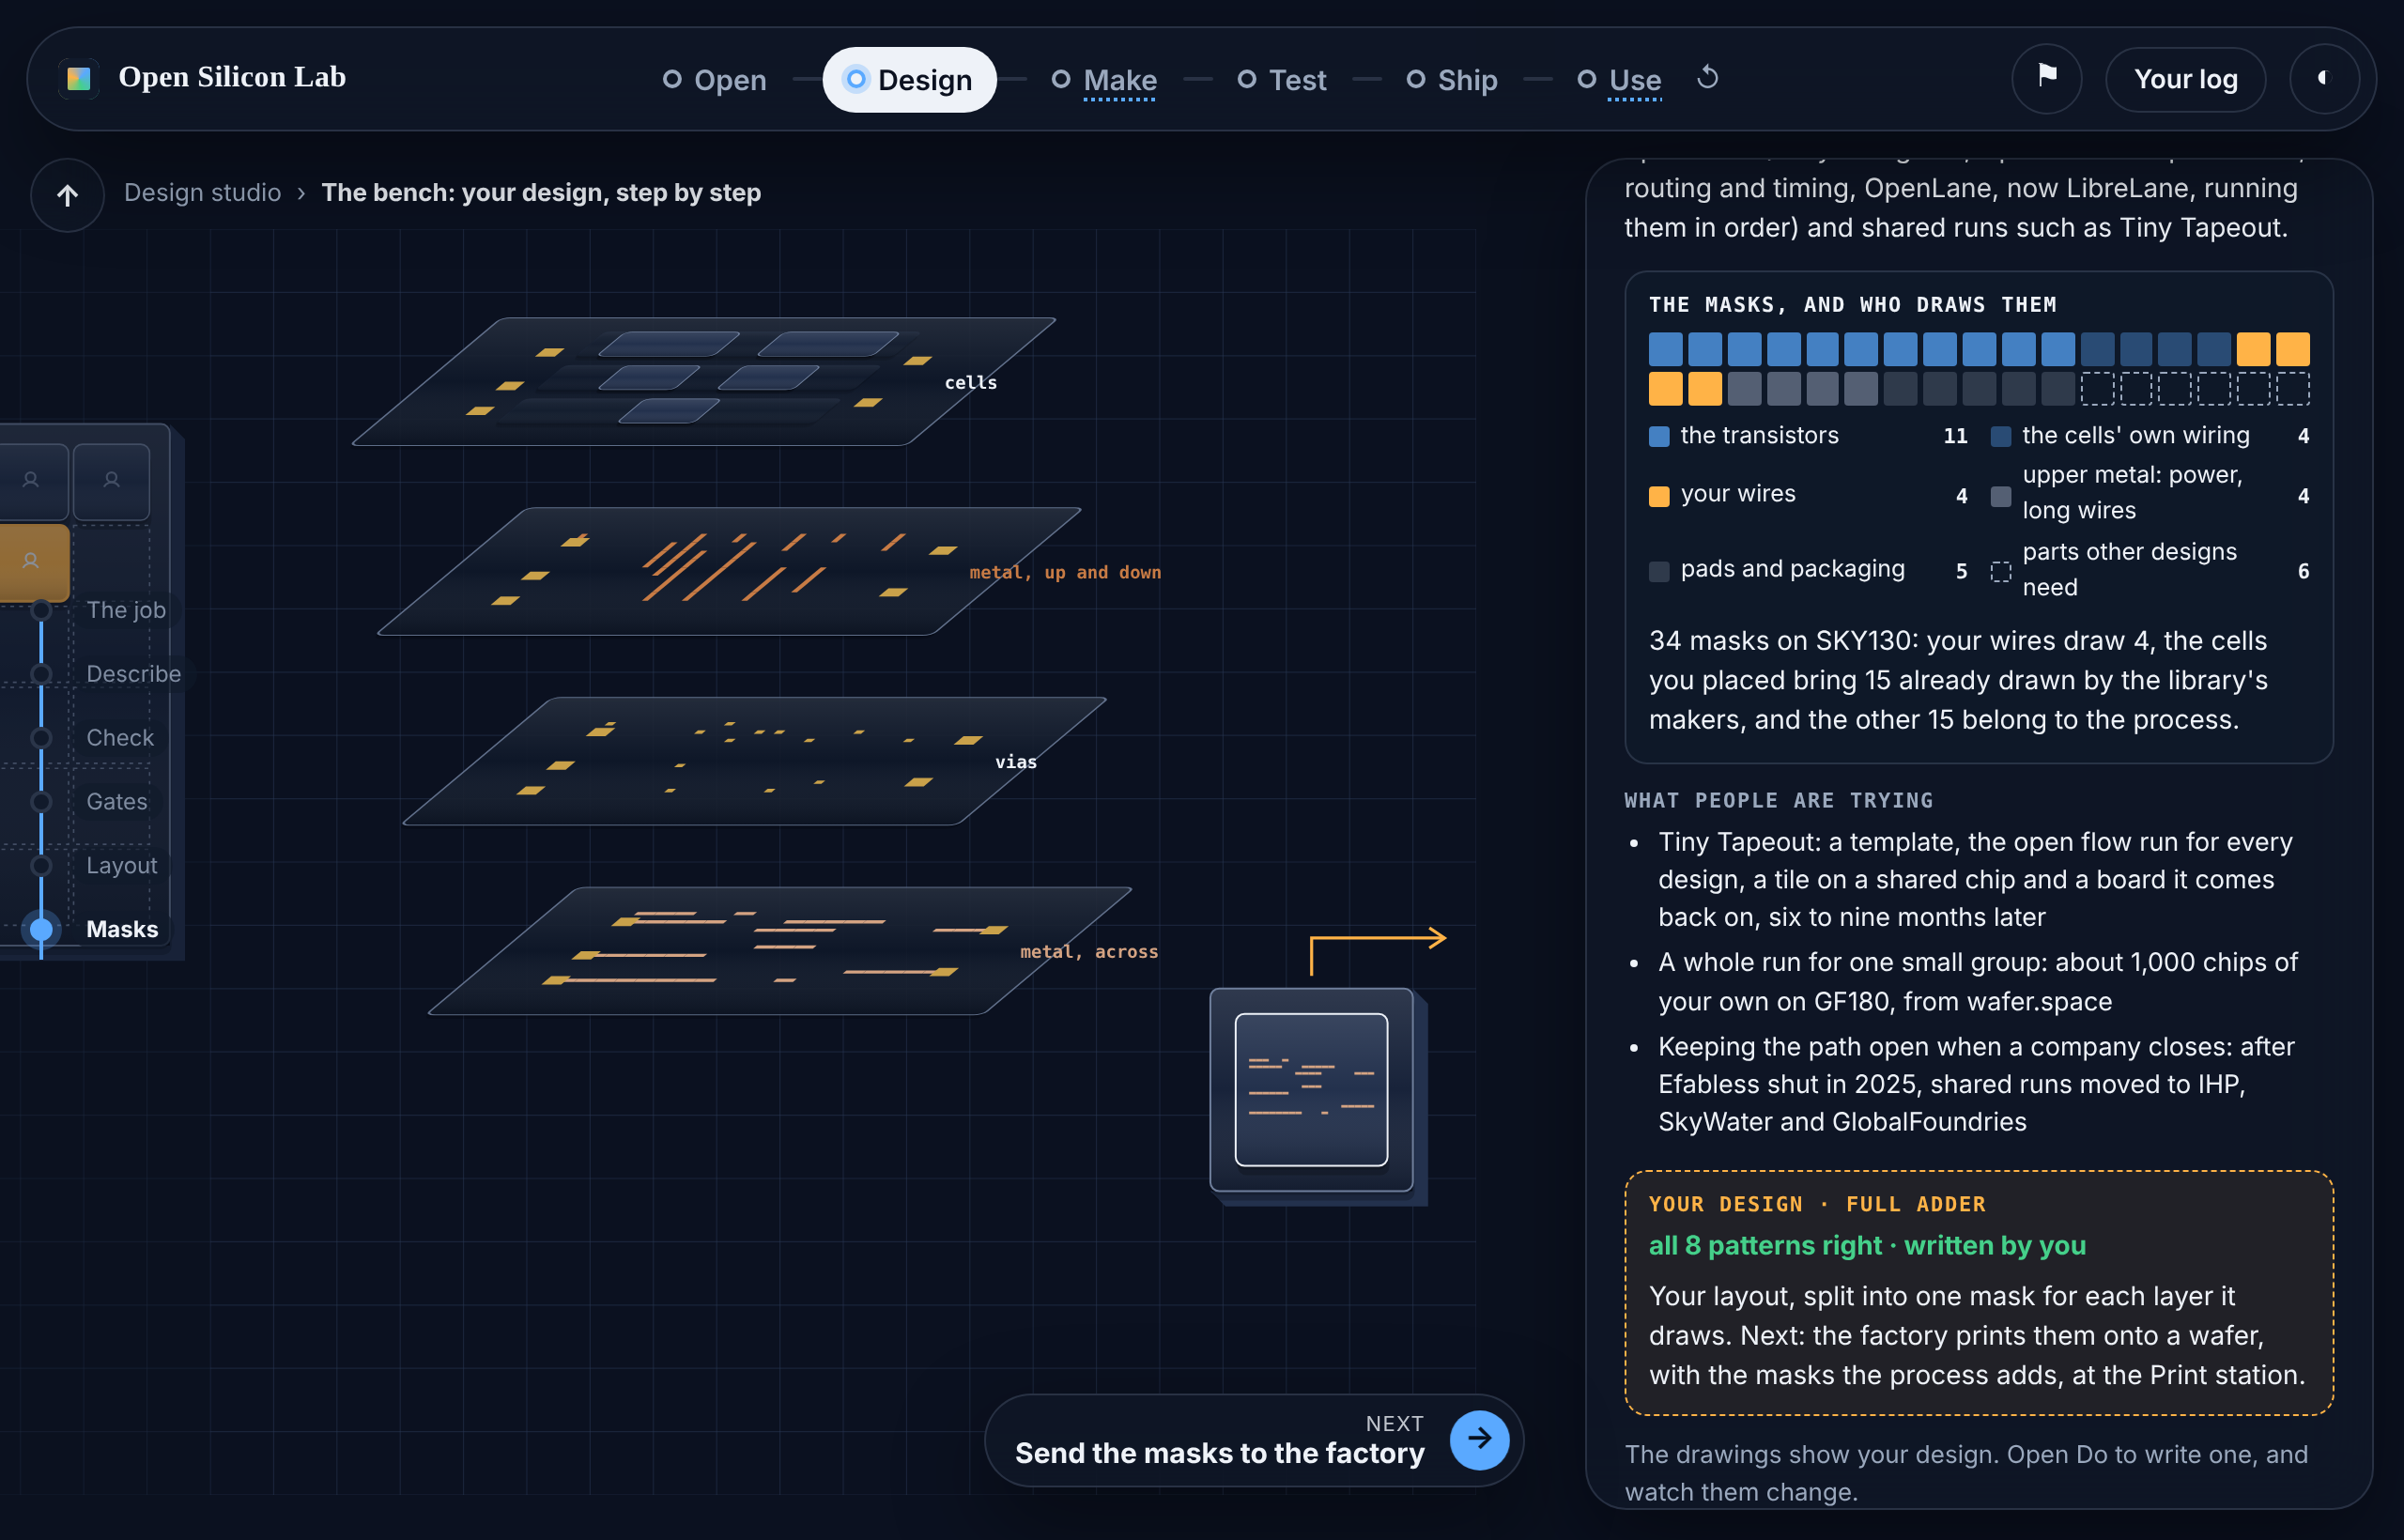 Open Silicon Lab
Open
Design
Make
Test
Ship
Use
Your log
Design studio › The bench: your design, step by step
cells
metal, up and down
vias
metal, across
The job
Describe
Check
Gates
Layout
Masks
NEXT
Send the masks to the factory
routing and timing, OpenLane, now LibreLane, running
them in order) and shared runs such as Tiny Tapeout.
THE MASKS, AND WHO DRAWS THEM
the transistors 11
the cells' own wiring 4
your wires 4
upper metal: power,
long wires 4
pads and packaging 5
parts other designs
need 6
34 masks on SKY130: your wires draw 4, the cells
you placed bring 15 already drawn by the library's
makers, and the other 15 belong to the process.
WHAT PEOPLE ARE TRYING
• Tiny Tapeout: a template, the open flow run for every
design, a tile on a shared chip and a board it comes
back on, six to nine months later
• A whole run for one small group: about 1,000 chips of
your own on GF180, from wafer.space
• Keeping the path open when a company closes: after
Efabless shut in 2025, shared runs moved to IHP,
SkyWater and GlobalFoundries
YOUR DESIGN · FULL ADDER
all 8 patterns right · written by you
Your layout, split into one mask for each layer it
draws. Next: the factory prints them onto a wafer,
with the masks the process adds, at the Print station.
The drawings show your design. Open Do to write one, and
watch them change.